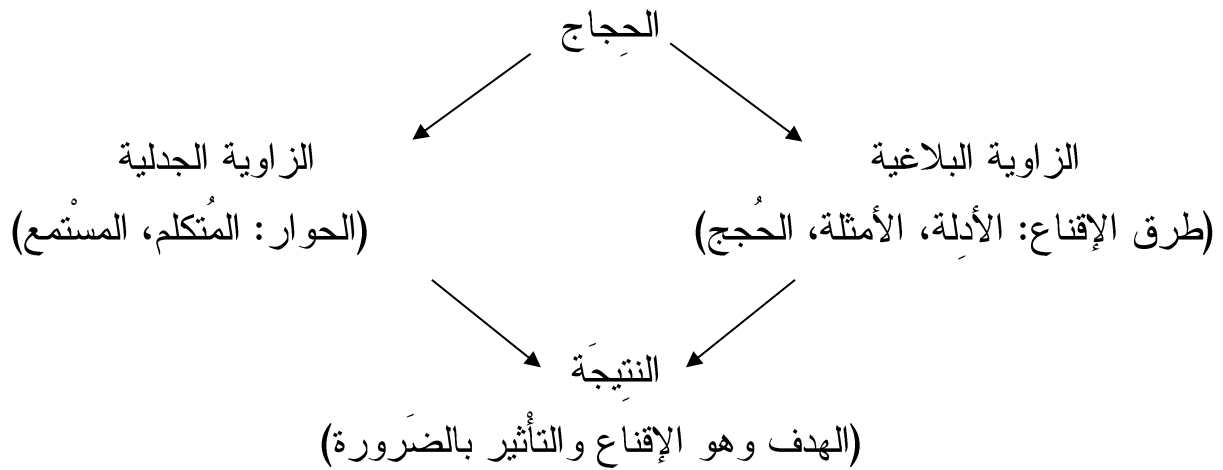 الحِجاج
الزاوية البلاغية
الزاوية الجدلية
(طرق الإقناع: الأدِلة، الأمثلة، الحُجج)
(الحوار: المُتكلم، المسْتمع)
النتِيجَة
(الهدف وهو الإقناع والتأْثير بالضَرورة)